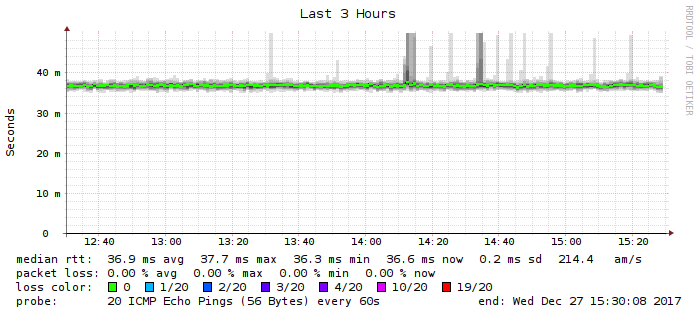 Last 3 Hours
RRDTOOL / TOBI OETIKER
Seconds
40 m
30 m
20 m
10 m
0
12:40 13:00 13:20 13:40 14:00 14:20 14:40 15:00 15:20
median rtt: 36.9 ms avg 37.7 ms max 36.3 ms min 36.6 ms now 0.2 ms sd 214.4 am/s
packet loss: 0.00 % avg 0.00 % max 0.00 % min 0.00 % now
loss color: 0 1/20 2/20 3/20 4/20 10/20 19/20
probe: 20 ICMP Echo Pings (56 Bytes) every 60s end: Wed Dec 27 15:30:08 2017